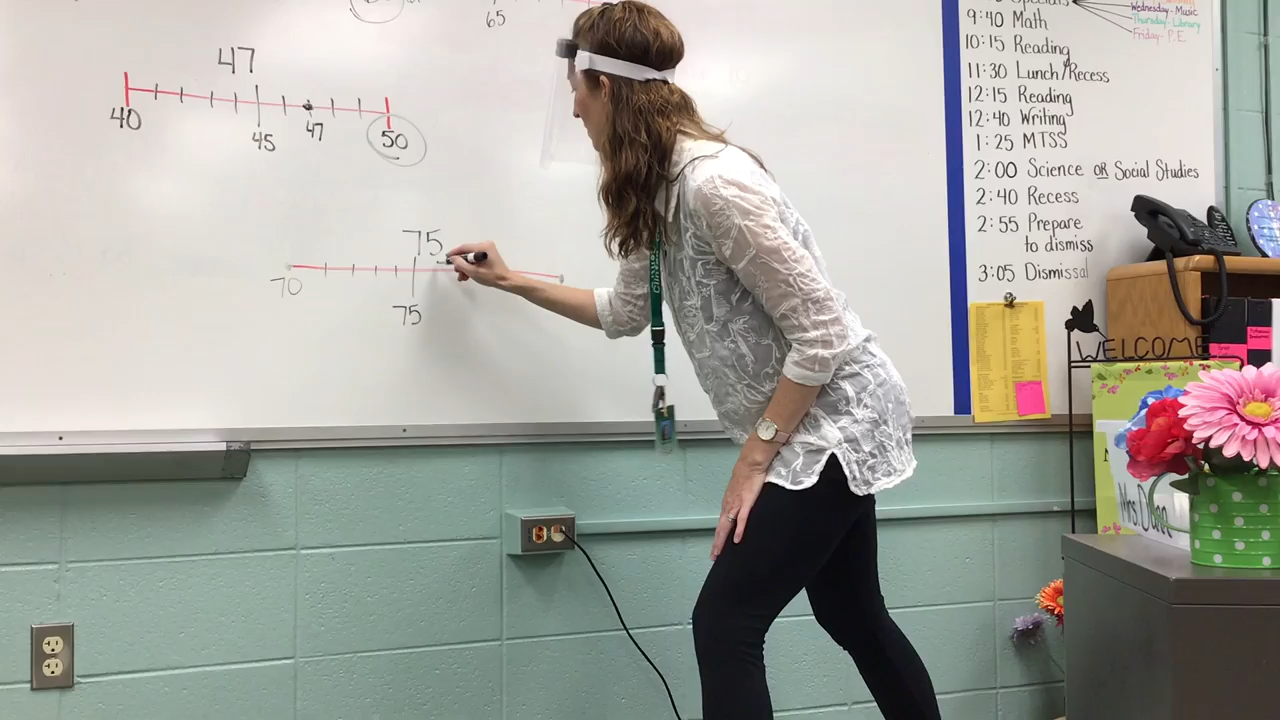 65
47
40
45
47
50
75
70
75
Wednesday - Music
Thursday - Library
Friday - P.E.
9:40 Math
10:15 Reading
11:30 Lunch/Recess
12:15 Reading
12:40 Writing
1:25 MTSS
2:00 Science OR Social Studies
2:40 Recess
2:55 Prepare
to dismiss
3:05 Dismissal
WELCOME
Mrs.